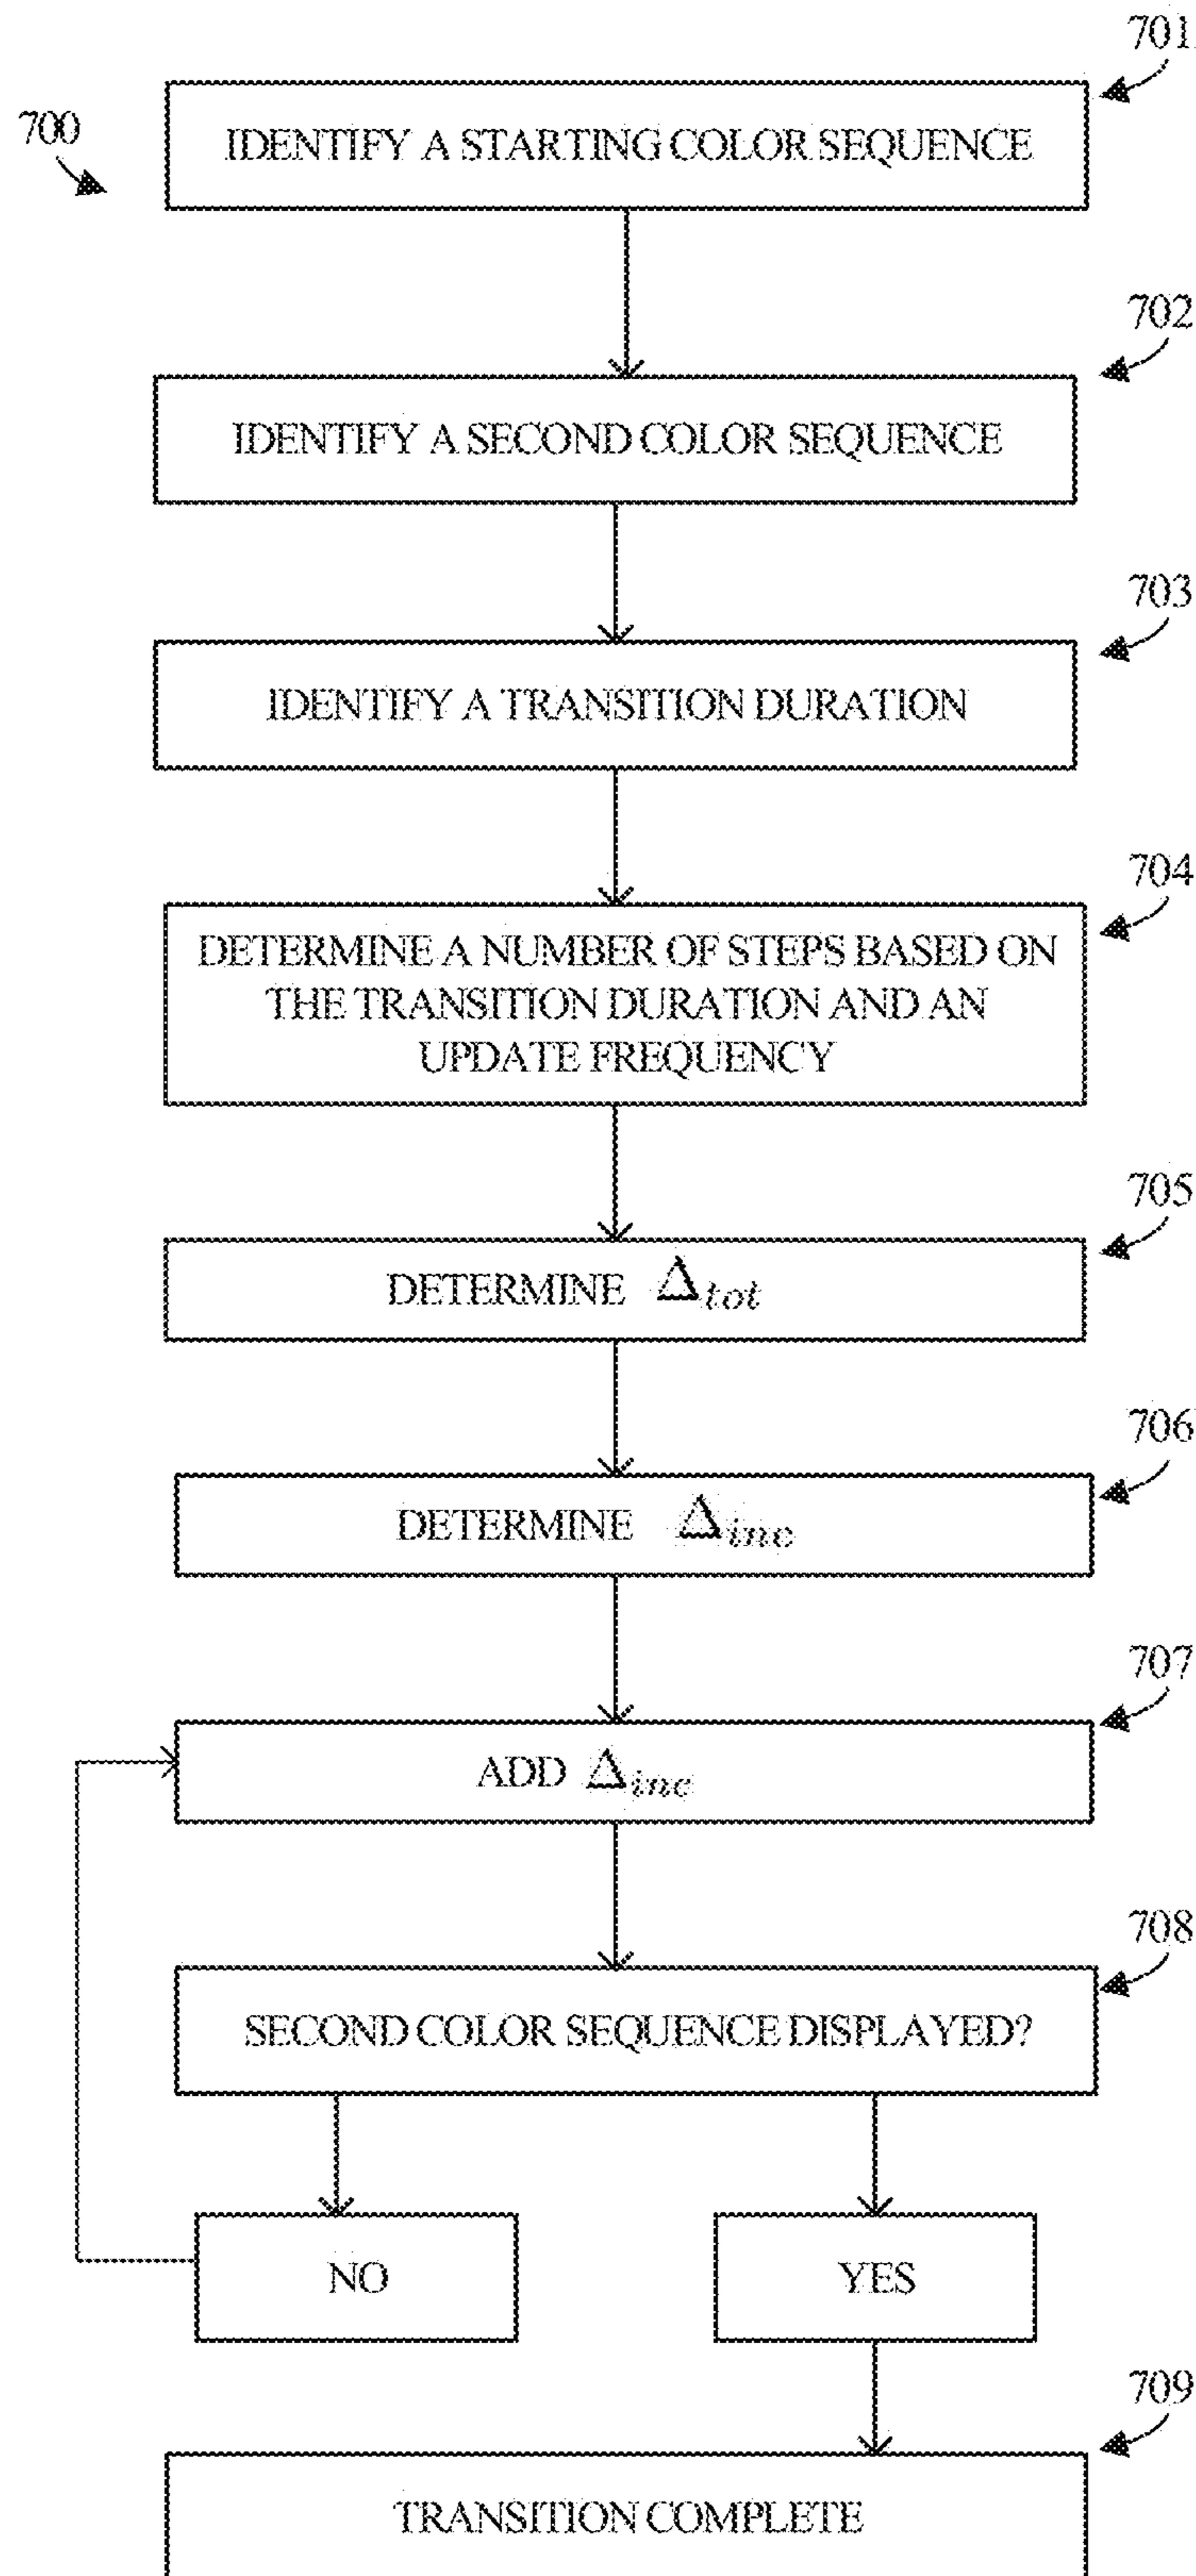 701
700
IDENTIFY A STARTING COLOR SEQUENCE
702
IDENTIFY A SECOND COLOR SEQUENCE
703
IDENTIFY A TRANSITION DURATION
704
DETERMINE A NUMBER OF STEPS BASED ON
THE TRANSITION DURATION AND AN
UPDATE FREQUENCY
705
DETERMINE Δtot
706
DETERMINE Δinc
707
ADD Δinc
708
SECOND COLOR SEQUENCE DISPLAYED?
NO
YES
709
TRANSITION COMPLETE